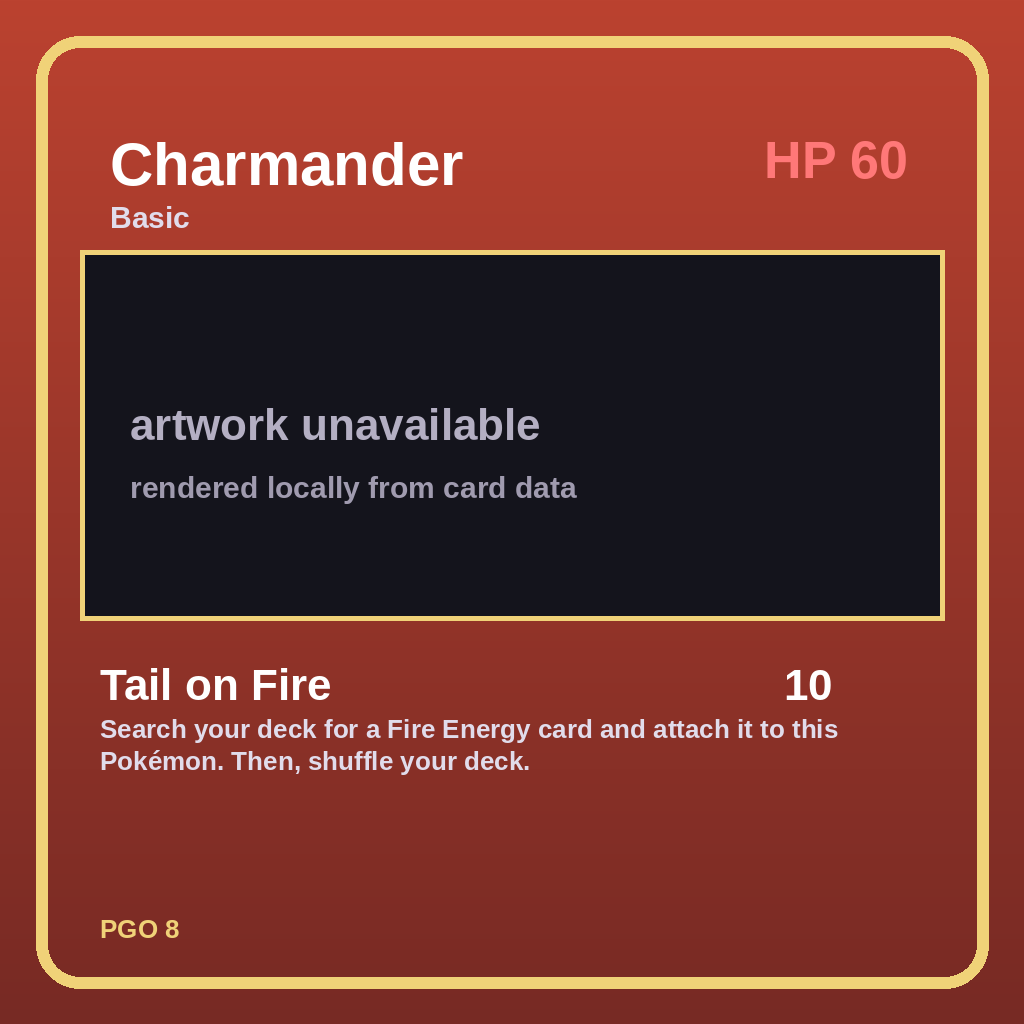 Charmander
HP 60
Basic
artwork unavailable
rendered locally from card data
Tail on Fire
10
Search your deck for a Fire Energy card and attach it to this
Pokémon. Then, shuffle your deck.
PGO 8